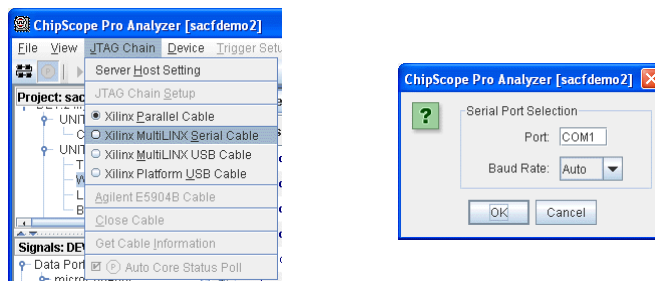 ChipScope Pro Analyzer [sacfdemo2]
File View JTAG Chain Device Trigger Setu
Server Host Setting
Project: sac
JTAG Chain Setup
UNIT
Xilinx Parallel Cable
Xilinx MultiLINX Serial Cable
UNIT
Xilinx MultiLINX USB Cable
Xilinx Platform USB Cable
Agilent E5904B Cable
Close Cable
Get Cable Information
Signals: DEV
Data Port
P Auto Core Status Poll
ChipScope Pro Analyzer [sacfdemo2]
?
Serial Port Selection
Port: COM1
Baud Rate: Auto
OK Cancel